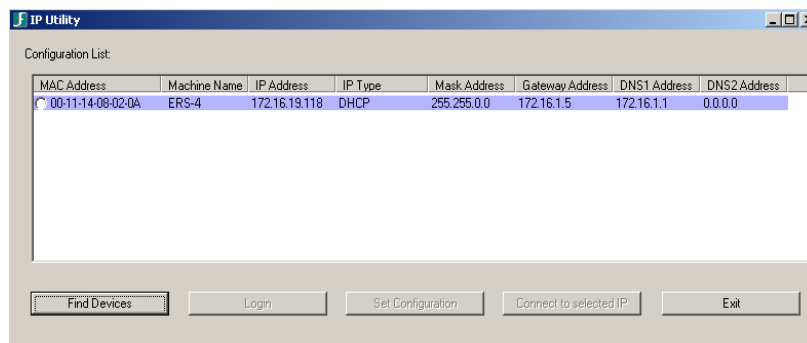 IP Utility
Configuration List:
MAC Address Machine Name IP Address IP Type Mask Address Gateway Address DNS1 Address DNS2 Address
00-11-14-08-02-0A ERS-4 172.16.19.118 DHCP 255.255.0.0 172.16.1.5 172.16.1.1 0.0.0.0
Find Devices Login Set Configuration Connect to selected IP Exit